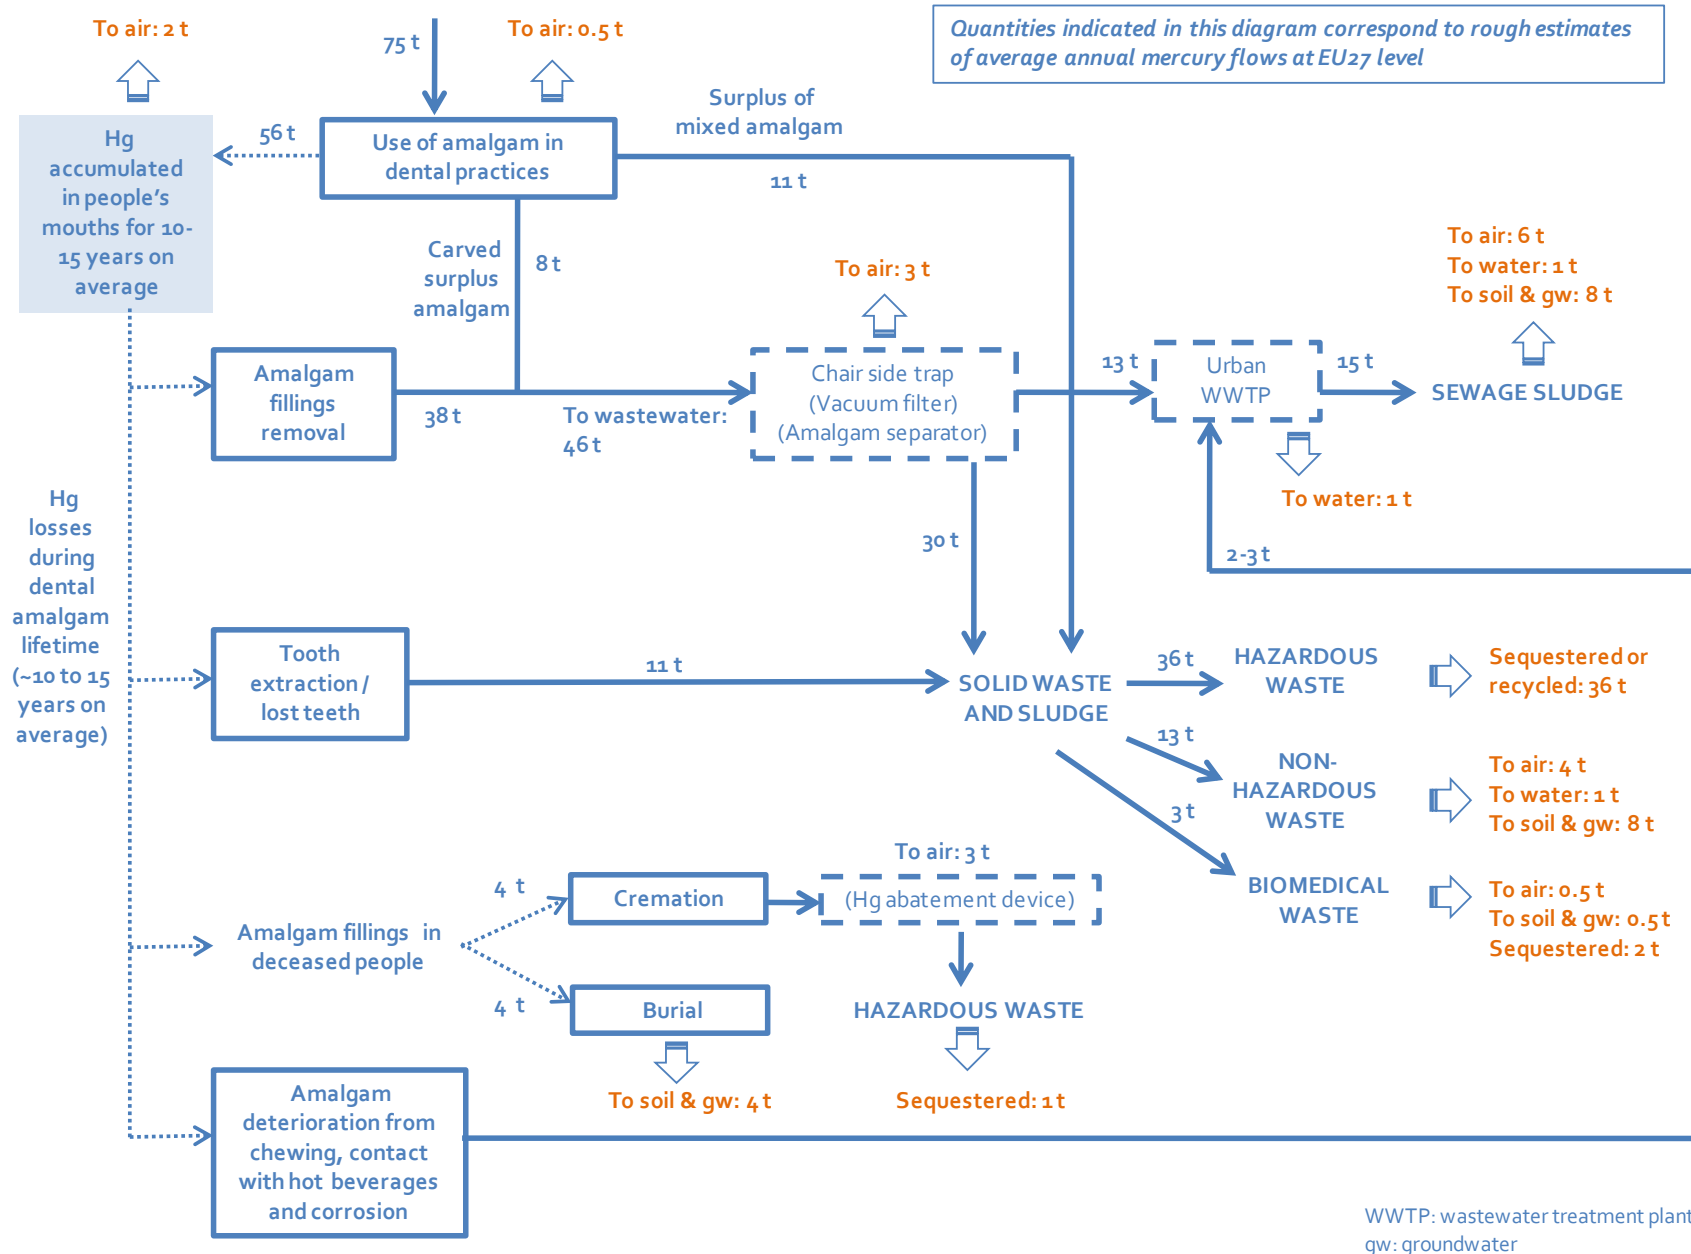 To air: 2 t
75 t
To air: 0.5 t
Quantities indicated in this diagram correspond to rough estimates
of average annual mercury flows at EU27 level
Hg
accumulated
in people's
mouths for 10-
15 years on
average
56 t
Use of amalgam in
dental practices
Surplus of
mixed amalgam
11 t
Carved
surplus
amalgam
8 t
To air: 3 t
To air: 6 t
To water: 1 t
To soil & gw: 8 t
Amalgam
fillings
removal
38 t
To wastewater:
46 t
Chair side trap
(Vacuum filter)
(Amalgam separator)
13 t
Urban
WWTP
15 t
SEWAGE SLUDGE
To water: 1 t
30 t
2-3 t
Hg
losses
during
dental
amalgam
lifetime
(~10 to 15
years on
average)
Tooth
extraction /
lost teeth
11 t
SOLID WASTE
AND SLUDGE
36 t
HAZARDOUS
WASTE
Sequestered or
recycled: 36 t
13 t
NON-
HAZARDOUS
WASTE
To air: 4 t
To water: 1 t
To soil & gw: 8 t
3 t
BIOMEDICAL
WASTE
To air: 0.5 t
To soil & gw: 0.5 t
Sequestered: 2 t
Amalgam fillings in
deceased people
4 t
Cremation
To air: 3 t
(Hg abatement device)
4 t
Burial
HAZARDOUS WASTE
To soil & gw: 4 t
Sequestered: 1 t
Amalgam
deterioration from
chewing, contact
with hot beverages
and corrosion
WWTP: wastewater treatment plant
gw: groundwater